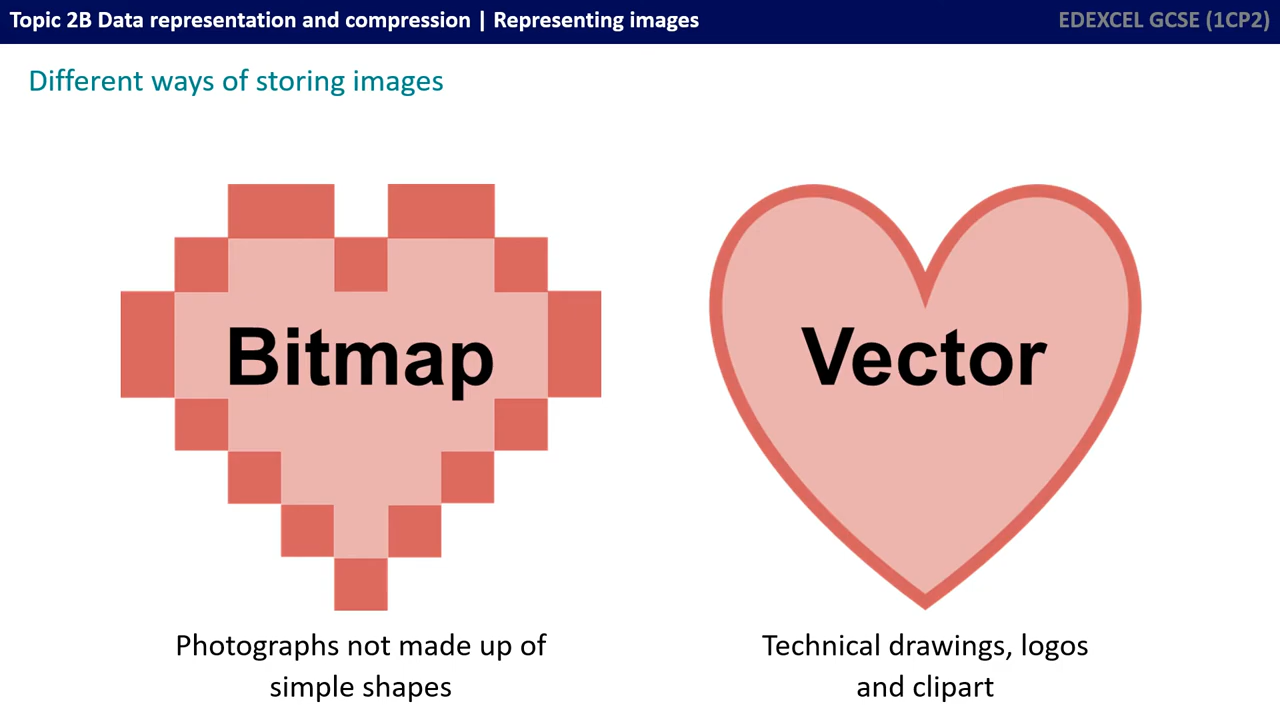 Topic 2B Data representation and compression | Representing images
EDEXCEL GCSE (1CP2)
Different ways of storing images
Bitmap
Vector
Photographs not made up of
simple shapes
Technical drawings, logos
and clipart